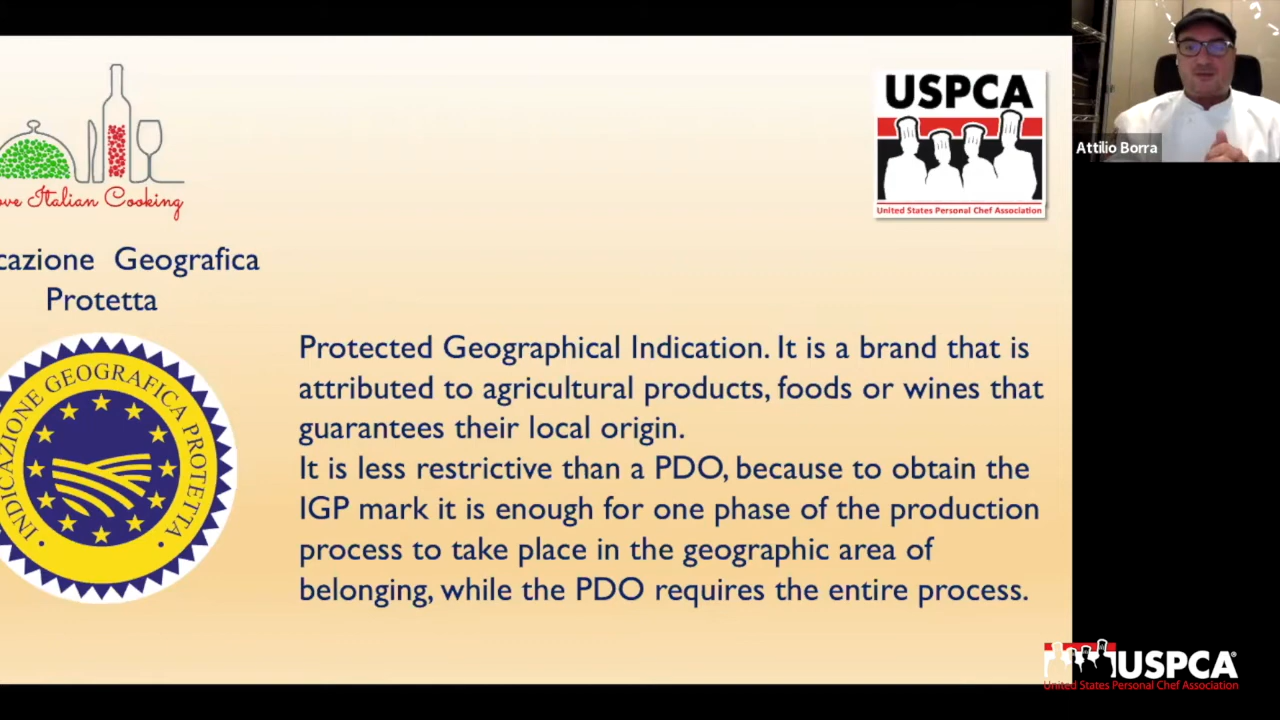 USPCA
United States Personal Chef Association
Attilio Borra
ove Italian Cooking
cazione Geografica
Protetta
INDICAZIONE GEOGRAFICA PROTETTA
Protected Geographical Indication. It is a brand that is
attributed to agricultural products, foods or wines that
guarantees their local origin.
It is less restrictive than a PDO, because to obtain the
IGP mark it is enough for one phase of the production
process to take place in the geographic area of
belonging, while the PDO requires the entire process.
USPCA®
United States Personal Chef Association